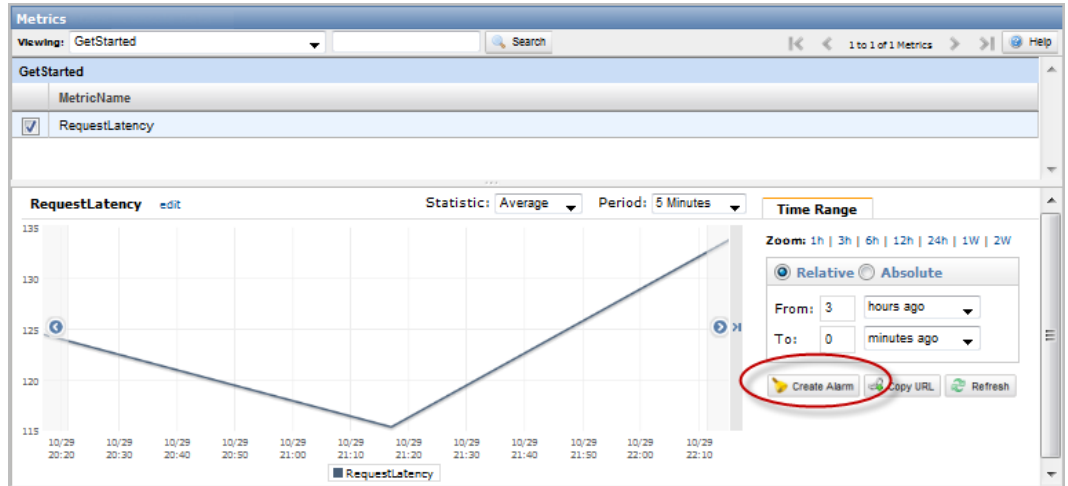 Metrics
Viewing: GetStarted Search 1 to 1 of 1 Metrics Help
GetStarted
MetricName
RequestLatency
RequestLatency edit Statistic: Average Period: 5 Minutes
Time Range
Zoom: 1h | 3h | 6h | 12h | 24h | 1W | 2W
Relative Absolute
From: 3 hours ago
To: 0 minutes ago
Create Alarm Copy URL Refresh
135
130
125
120
115
10/29 10/29 10/29 10/29 10/29 10/29 10/29 10/29 10/29 10/29 10/29 10/29
20:20 20:30 20:40 20:50 21:00 21:10 21:20 21:30 21:40 21:50 22:00 22:10
RequestLatency